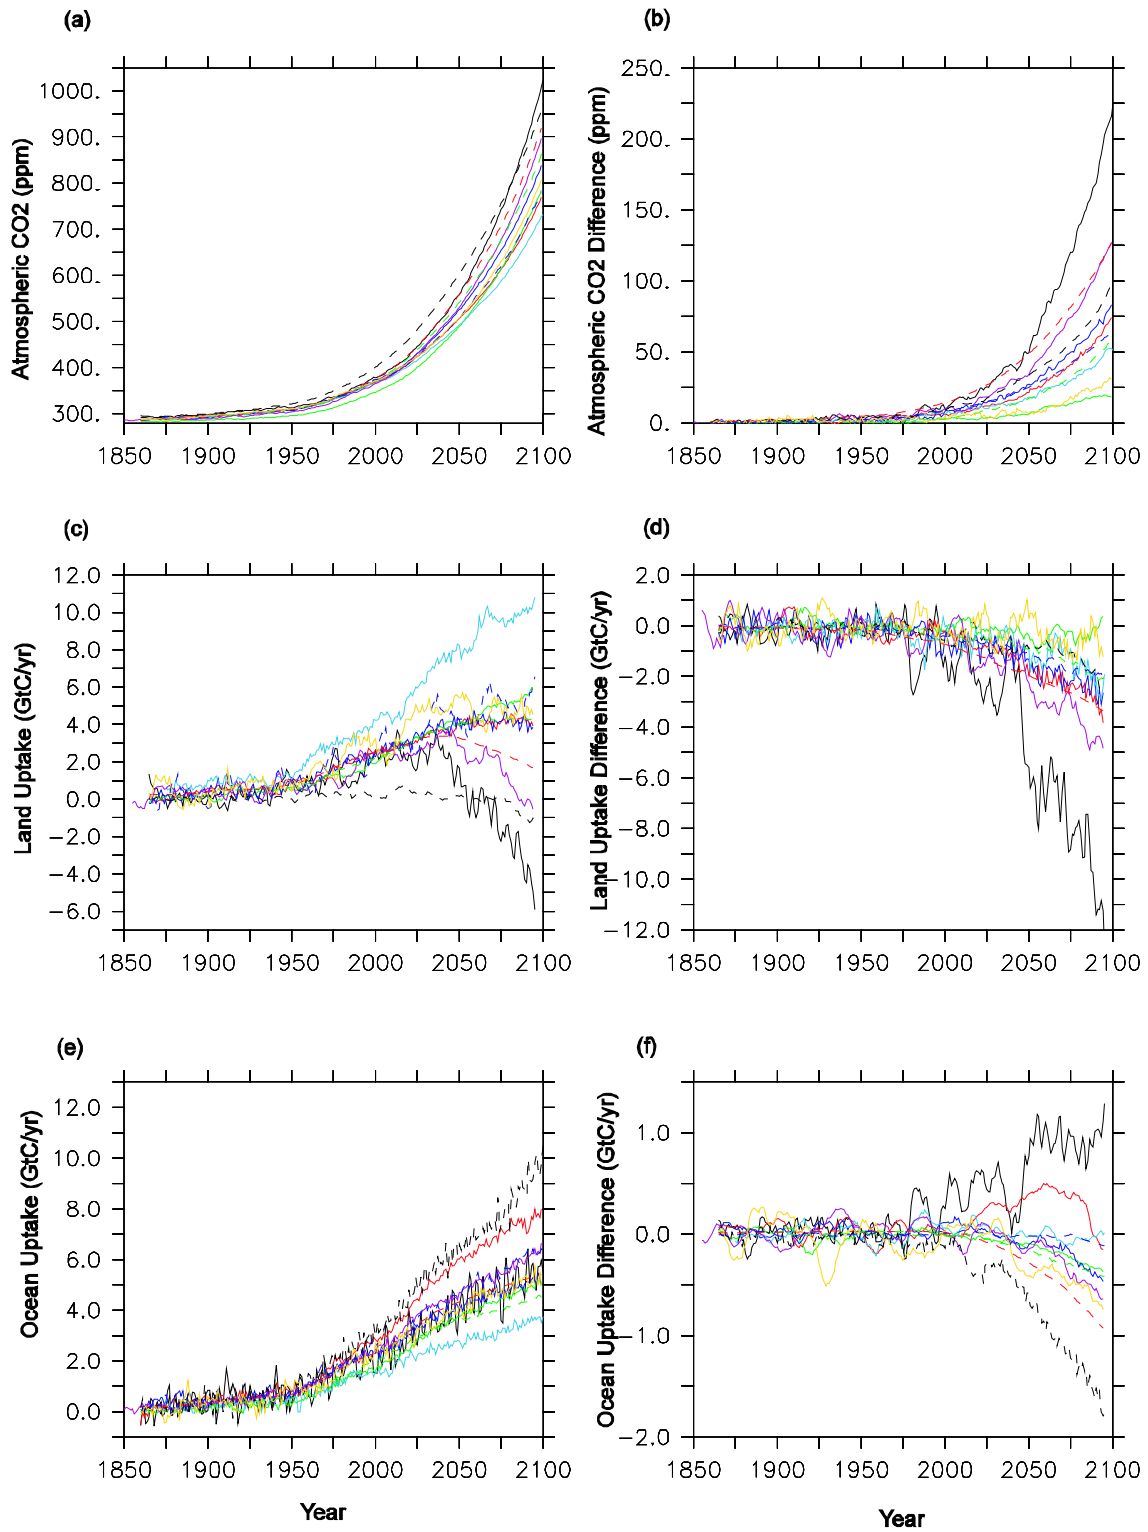 (a)
(b)
Atmospheric CO2 (ppm)
1000.
900.
800.
700.
600.
500.
400.
300.
1850 1900 1950 2000 2050 2100
Atmospheric CO2 Difference (ppm)
250.
200.
150.
100.
50.
0.
1850 1900 1950 2000 2050 2100
(c)
(d)
Land Uptake (GtC/yr)
12.0
10.0
8.0
6.0
4.0
2.0
0.0
−2.0
−4.0
−6.0
1850 1900 1950 2000 2050 2100
Land Uptake Difference (GtC/yr)
2.0
0.0
−2.0
−4.0
−6.0
−8.0
−10.0
−12.0
1850 1900 1950 2000 2050 2100
(e)
(f)
Ocean Uptake (GtC/yr)
12.0
10.0
8.0
6.0
4.0
2.0
0.0
1850 1900 1950 2000 2050 2100
Year
Ocean Uptake Difference (GtC/yr)
1.0
0.0
−1.0
−2.0
1850 1900 1950 2000 2050 2100
Year